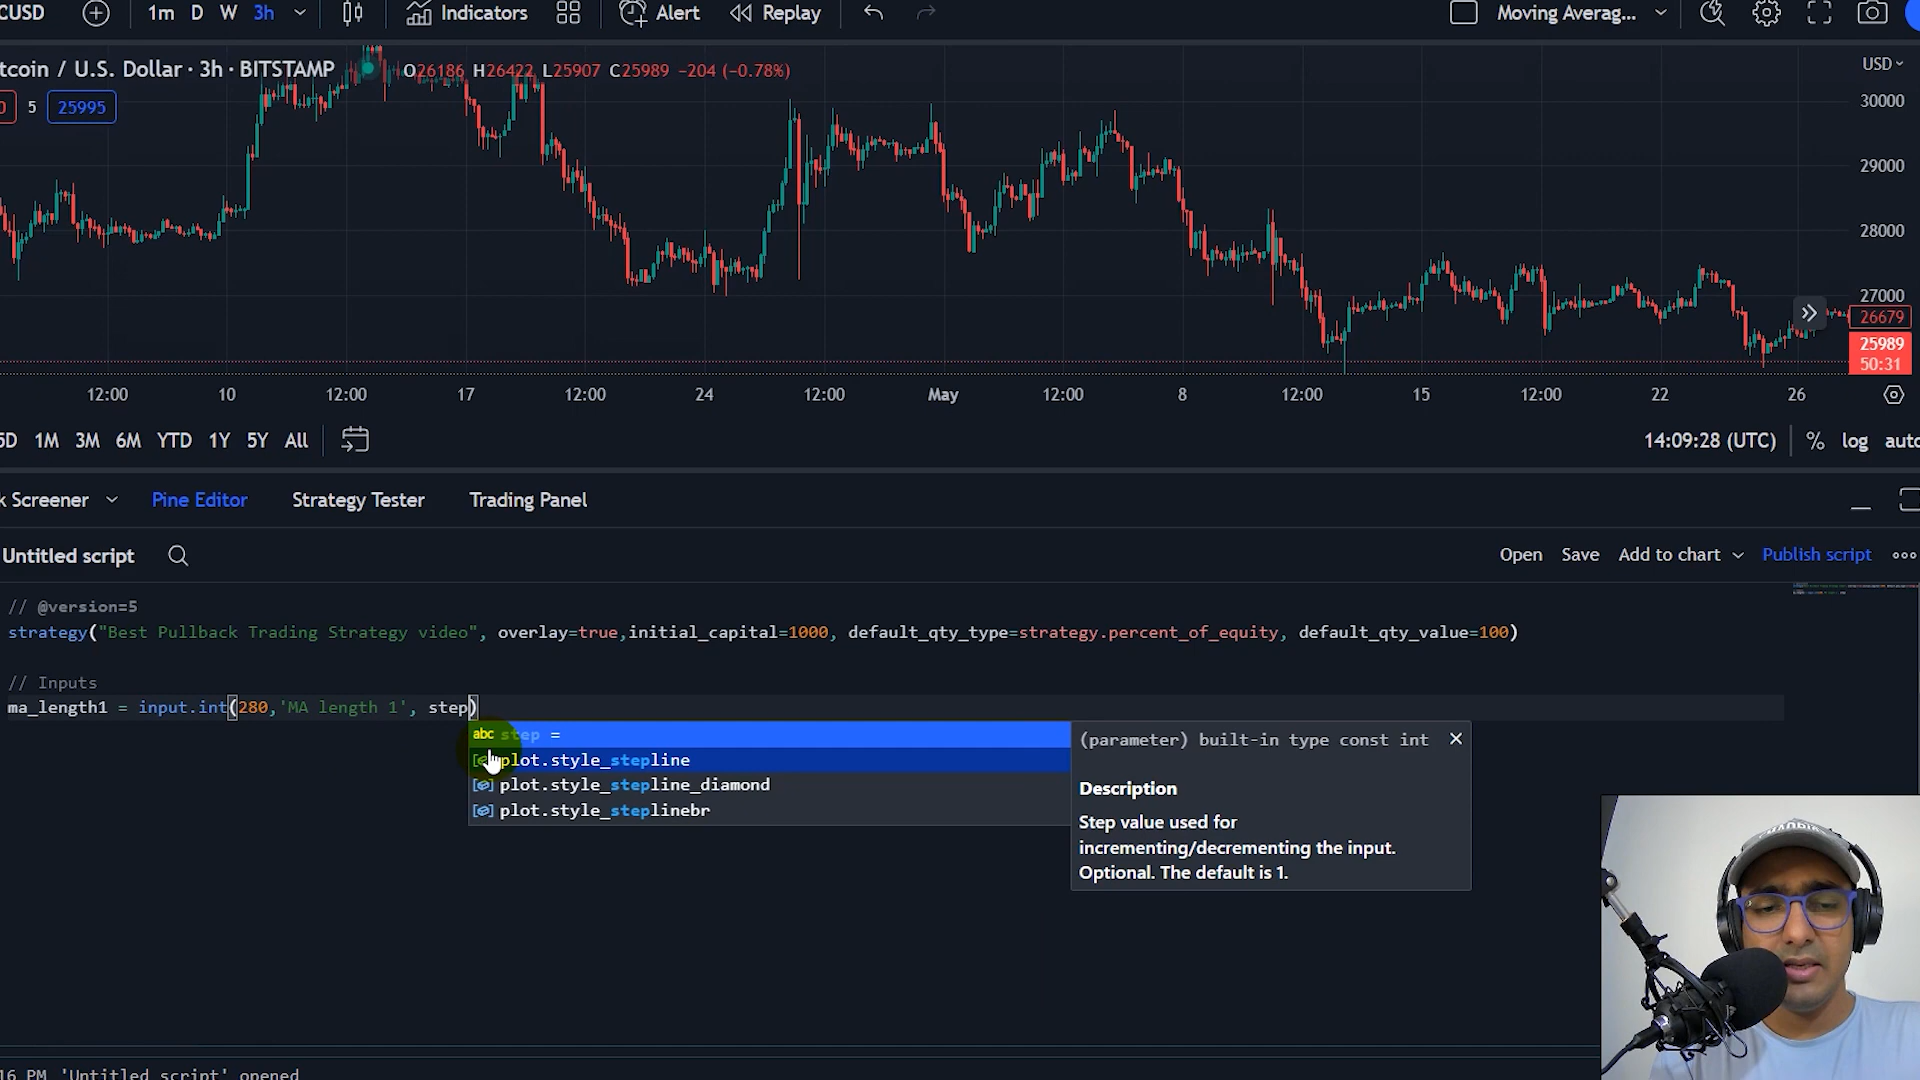 CUSD 1m D W 3h Indicators Alert Replay Moving Averag...
tcoin / U.S. Dollar · 3h · BITSTAMP O26186 H26422 L25907 C25989 −204 (−0.78%) USD
0 5 25995
30000
29000
28000
27000
26679
25989
50:31
12:00 10 12:00 17 12:00 24 12:00 May 12:00 8 12:00 15 12:00 22 26
5D 1M 3M 6M YTD 1Y 5Y All 14:09:28 (UTC) % log auto
k Screener Pine Editor Strategy Tester Trading Panel
Untitled script Open Save Add to chart Publish script
// @version=5
strategy("Best Pullback Trading Strategy video", overlay=true,initial_capital=1000, default_qty_type=strategy.percent_of_equity, default_qty_value=100)
// Inputs
ma_length1 = input.int(280,'MA length 1', step)
abc step =
plot.style_stepline
plot.style_stepline_diamond
plot.style_steplinebr
(parameter) built-in type const int
Description
Step value used for
incrementing/decrementing the input.
Optional. The default is 1.
16 PM 'Untitled script' opened